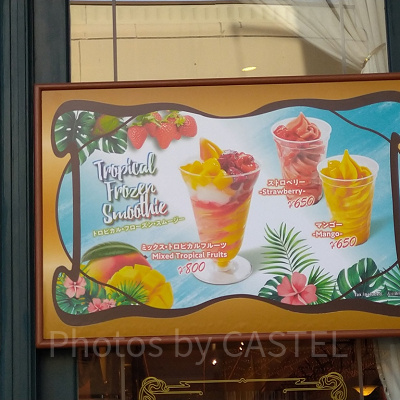 Tropical
Frozen
Smoothie
トロピカル・フローズン・スムージー
ストロベリー
-Strawberry-
¥650
マンゴー
-Mango-
¥650
ミックス・トロピカルフルーツ
Mixed Tropical Fruits
¥800
Photos by CASTEL